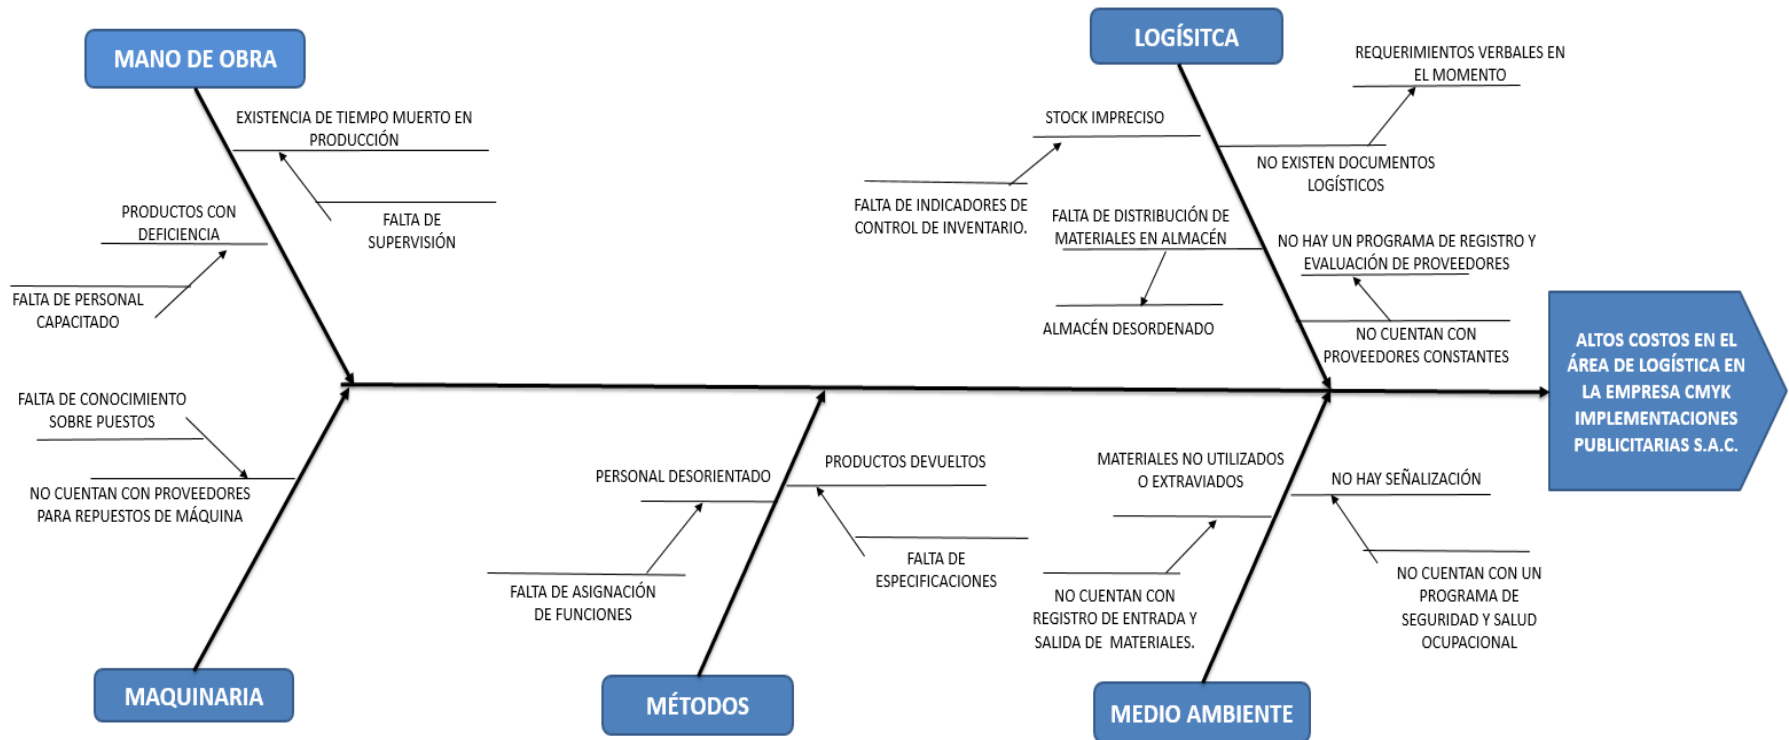 MANO DE OBRA
EXISTENCIA DE TIEMPO MUERTO EN
PRODUCCIÓN
FALTA DE
SUPERVISIÓN
PRODUCTOS CON
DEFICIENCIA
FALTA DE PERSONAL
CAPACITADO
LOGÍSITCA
REQUERIMIENTOS VERBALES EN
EL MOMENTO
STOCK IMPRECISO
NO EXISTEN DOCUMENTOS
LOGÍSTICOS
FALTA DE INDICADORES DE
CONTROL DE INVENTARIO.
FALTA DE DISTRIBUCIÓN DE
MATERIALES EN ALMACÉN
NO HAY UN PROGRAMA DE REGISTRO Y
EVALUACIÓN DE PROVEEDORES
ALMACÉN DESORDENADO
NO CUENTAN CON
PROVEEDORES CONSTANTES
ALTOS COSTOS EN EL
ÁREA DE LOGÍSTICA EN
LA EMPRESA CMYK
IMPLEMENTACIONES
PUBLICITARIAS S.A.C.
FALTA DE CONOCIMIENTO
SOBRE PUESTOS
NO CUENTAN CON PROVEEDORES
PARA REPUESTOS DE MÁQUINA
MAQUINARIA
PERSONAL DESORIENTADO
PRODUCTOS DEVUELTOS
FALTA DE ASIGNACIÓN
DE FUNCIONES
FALTA DE
ESPECIFICACIONES
MÉTODOS
MATERIALES NO UTILIZADOS
O EXTRAVIADOS
NO HAY SEÑALIZACIÓN
NO CUENTAN CON
REGISTRO DE ENTRADA Y
SALIDA DE MATERIALES.
NO CUENTAN CON UN
PROGRAMA DE
SEGURIDAD Y SALUD
OCUPACIONAL
MEDIO AMBIENTE